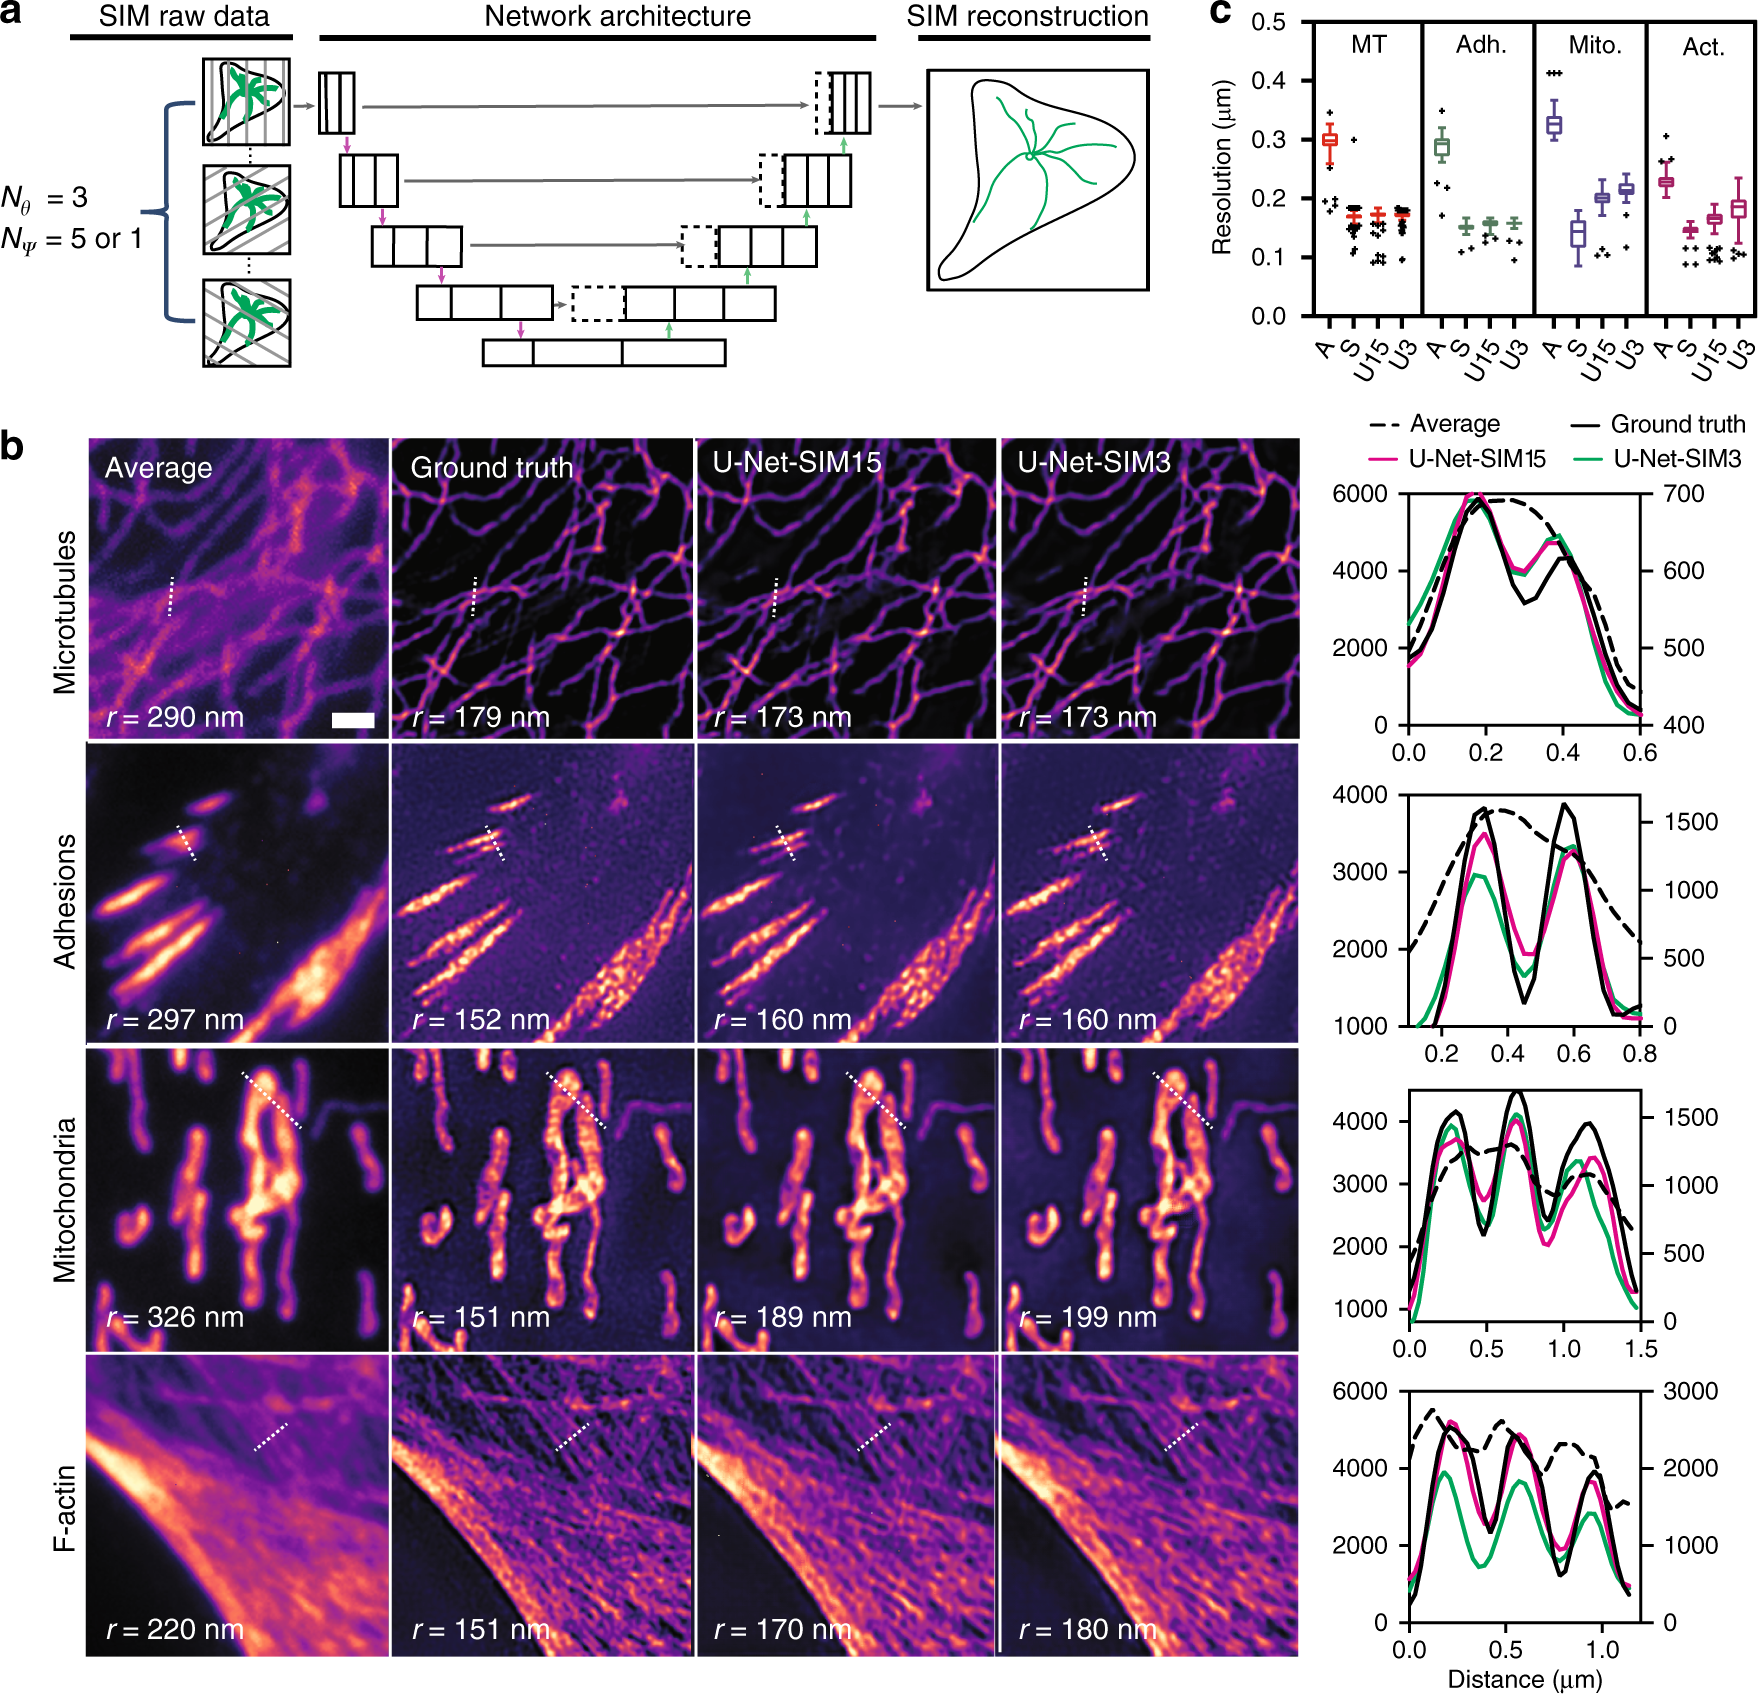 a
SIM raw data
Network architecture
SIM reconstruction
Nθ = 3
NΨ = 5 or 1
c
Resolution (μm)
0.5
0.4
0.3
0.2
0.1
0.0
MT
Adh.
Mito.
Act.
A
S
U15
U3
A
S
U15
U3
A
S
U15
U3
A
S
U15
U3
b
Average
Ground truth
U-Net-SIM15
U-Net-SIM3
Microtubules
r = 290 nm
r = 179 nm
r = 173 nm
r = 173 nm
Adhesions
r = 297 nm
r = 152 nm
r = 160 nm
r = 160 nm
Mitochondria
r = 326 nm
r = 151 nm
r = 189 nm
r = 199 nm
F-actin
r = 220 nm
r = 151 nm
r = 170 nm
r = 180 nm
Average
Ground truth
U-Net-SIM15
U-Net-SIM3
6000
4000
2000
0
700
600
500
400
0.0 0.2 0.4 0.6
4000
3000
2000
1000
1500
1000
500
0
0.2 0.4 0.6 0.8
4000
3000
2000
1000
1500
1000
500
0
0.0 0.5 1.0 1.5
6000
4000
2000
0
3000
2000
1000
0
0.0 0.5 1.0
Distance (μm)